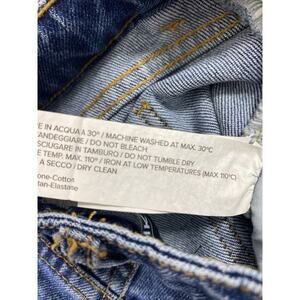 E IN ACQUA A 30° / MACHINE WASHED AT MAX. 30°C
ANDEGGIARE / DO NOT BLEACH
SCIUGARE IN TAMBURO / DO NOT TUMBLE DRY
E TEMP. MAX. 110° / IRON AT LOW TEMPERATURES (MAX 110°C)
A SECCO / DRY CLEAN
one-Cotton
tan-Elastane